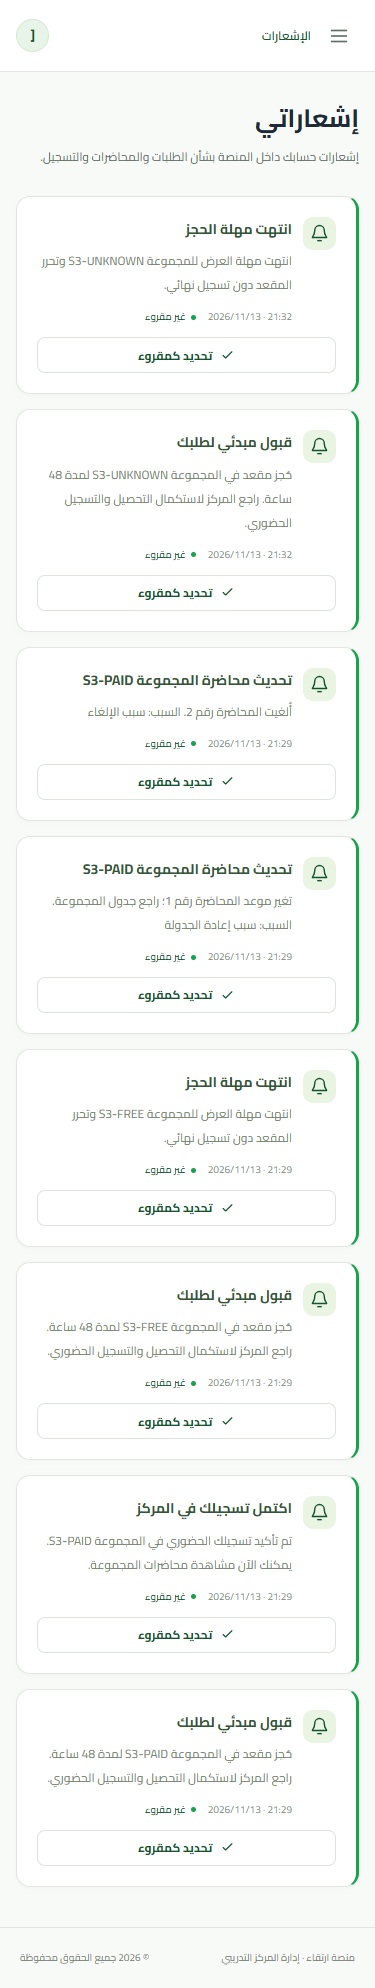 الإشعارات
[
إشعاراتي
إشعارات حسابك داخل المنصة بشأن الطلبات والمحاضرات والتسجيل.
انتهت مهلة الحجز
انتهت مهلة العرض للمجموعة S3-UNKNOWN وتحرر
المقعد دون تسجيل نهائي.
2026/11/13 · 21:32 غير مقروء
تحديد كمقروء
قبول مبدئي لطلبك
حُجز مقعد في المجموعة S3-UNKNOWN لمدة 48
ساعة. راجع المركز لاستكمال التحصيل والتسجيل
الحضوري.
2026/11/13 · 21:32 غير مقروء
تحديد كمقروء
تحديث محاضرة المجموعة S3-PAID
أُلغيت المحاضرة رقم 2. السبب: سبب الإلغاء
2026/11/13 · 21:29 غير مقروء
تحديد كمقروء
تحديث محاضرة المجموعة S3-PAID
تغير موعد المحاضرة رقم 1؛ راجع جدول المجموعة.
السبب: سبب إعادة الجدولة
2026/11/13 · 21:29 غير مقروء
تحديد كمقروء
انتهت مهلة الحجز
انتهت مهلة العرض للمجموعة S3-FREE وتحرر
المقعد دون تسجيل نهائي.
2026/11/13 · 21:29 غير مقروء
تحديد كمقروء
قبول مبدئي لطلبك
حُجز مقعد في المجموعة S3-FREE لمدة 48 ساعة.
راجع المركز لاستكمال التحصيل والتسجيل الحضوري.
2026/11/13 · 21:29 غير مقروء
تحديد كمقروء
اكتمل تسجيلك في المركز
تم تأكيد تسجيلك الحضوري في المجموعة S3-PAID.
يمكنك الآن مشاهدة محاضرات المجموعة.
2026/11/13 · 21:29 غير مقروء
تحديد كمقروء
قبول مبدئي لطلبك
حُجز مقعد في المجموعة S3-PAID لمدة 48 ساعة.
راجع المركز لاستكمال التحصيل والتسجيل الحضوري.
2026/11/13 · 21:29 غير مقروء
تحديد كمقروء
منصة ارتقاء · إدارة المركز التدريبي
© 2026 جميع الحقوق محفوظة